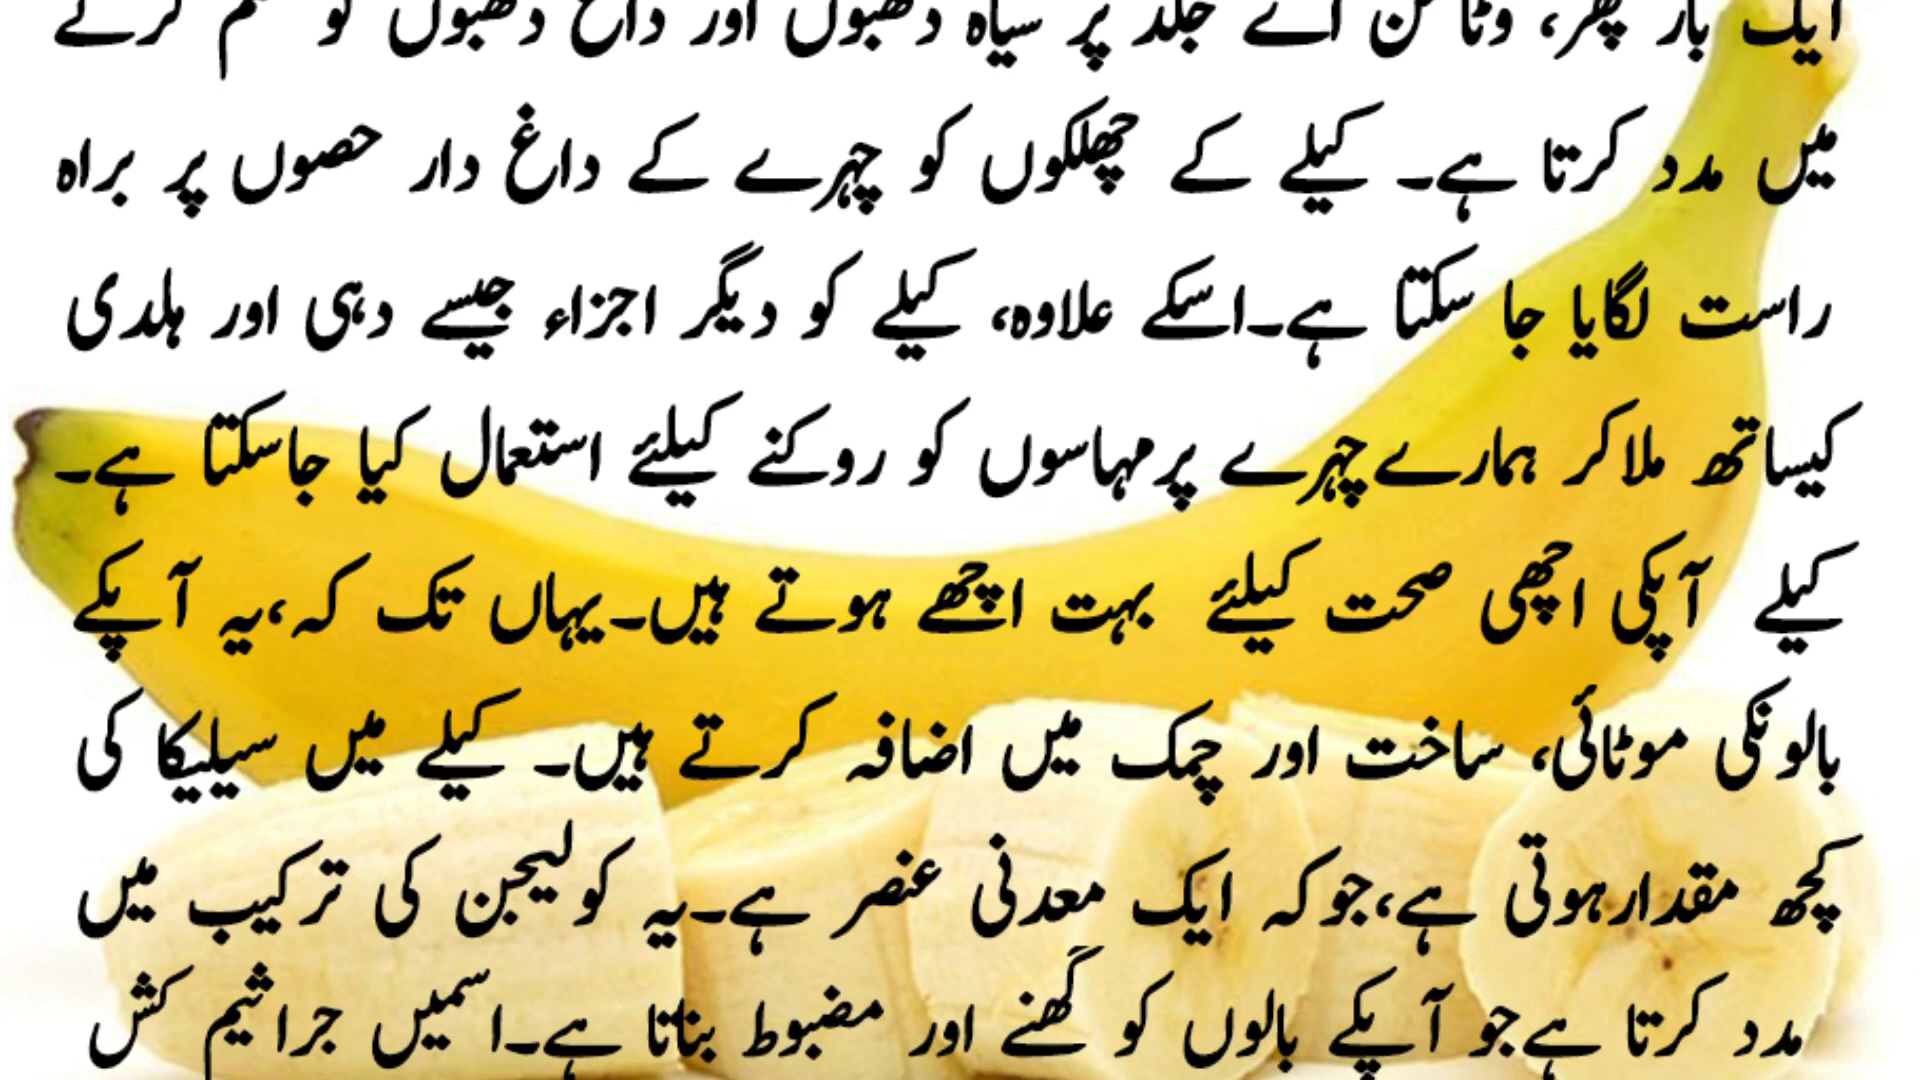 ایک بار پھر، وٹامن اے جلد پر سیاہ دھبوں اور داغ دھبوں کو ختم کرنے
میں مدد کرتا ہے۔ کیلے کے چھلکوں کو چہرے کے داغ دار حصوں پر براہ
راست لگایا جا سکتا ہے۔اسکے علاوہ، کیلے کو دیگر اجزاء جیسے دہی اور ہلدی
کیساتھ ملاکر ہمارے چہرے پرمہاسوں کو روکنے کیلئے استعمال کیا جاسکتا ہے۔
کیلے آپکی اچھی صحت کیلئے بہت اچھے ہوتے ہیں۔یہاں تک کہ،یہ آپکے
بالونکی موٹائی، ساخت اور چمک میں اضافہ کرتے ہیں۔ کیلے میں سیلیکا کی
کچھ مقدارہوتی ہے،جوکہ ایک معدنی عنصر ہے۔یہ کولیجن کی ترکیب میں
مدد کرتا ہےجو آپکے بالوں کو گھنے اور مضبوط بناتا ہے۔اسمیں جراثیم کش